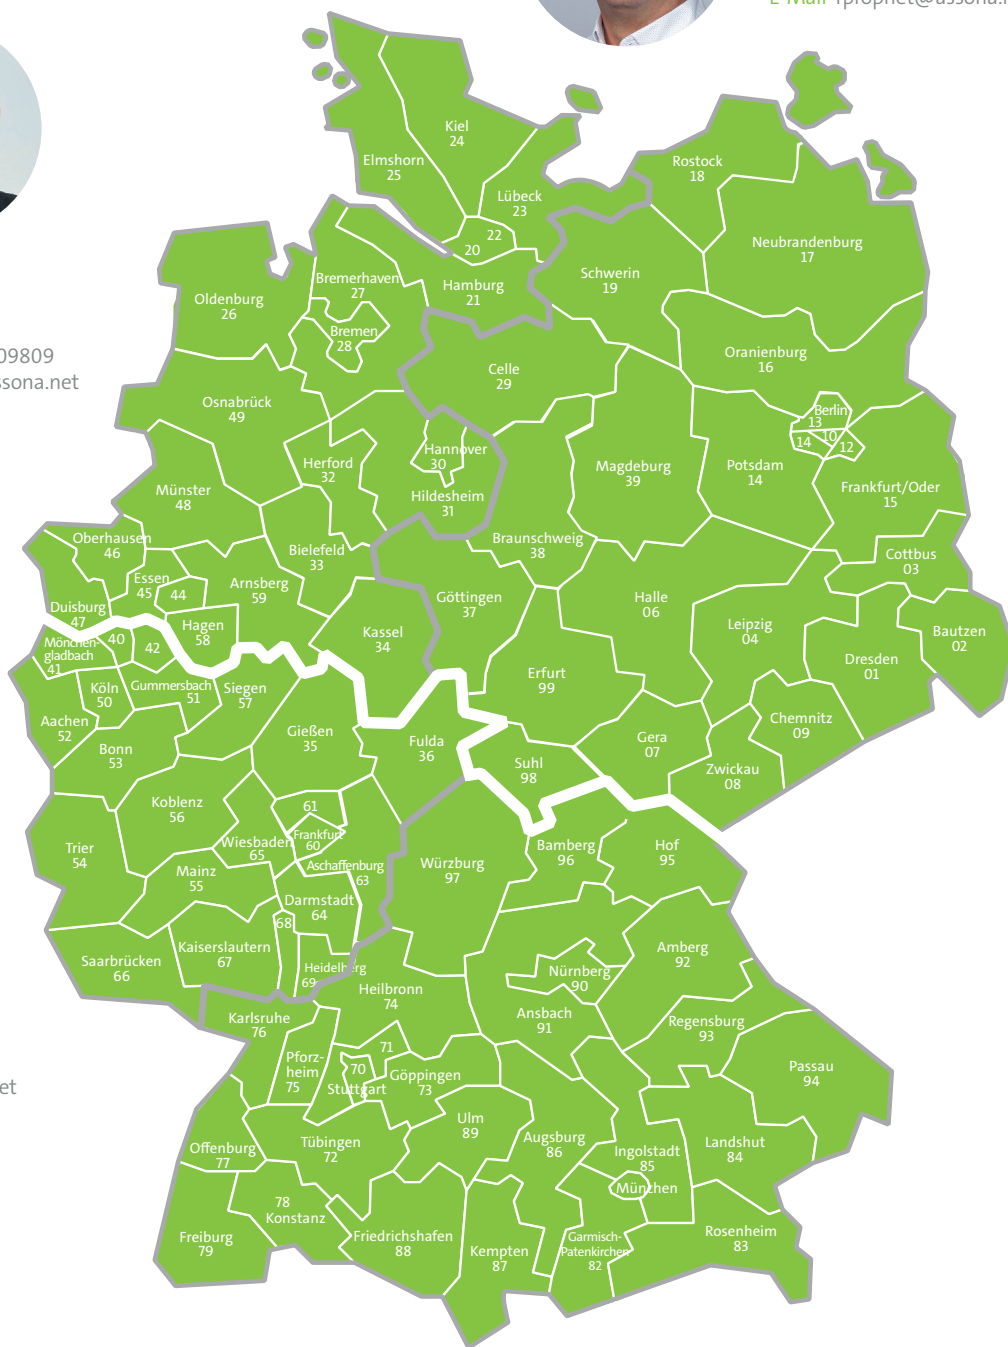 E-Mail
Kiel
24
Elmshorn
25
Rostock
18
Lübeck
23
22
20
Neubrandenburg
17
Bremerhaven
27
Hamburg
21
Schwerin
19
Oldenburg
26
Bremen
28
09809
Oranienburg
16
Celle
29
ssona.net
Osnabrück
49
Berlin
13
10
14
12
Hannover
30
Herford
32
Magdeburg
39
Potsdam
14
Münster
48
Hildesheim
31
Frankfurt/Oder
15
Oberhausen
46
Braunschweig
38
Bielefeld
33
Cottbus
03
Essen
45
44
Arnsberg
59
Göttingen
37
Halle
06
Duisburg
47
Hagen
58
Leipzig
04
Bautzen
02
Kassel
34
40
42
Mönchen-
gladbach
41
Dresden
01
Erfurt
99
Köln
50
Gummersbach
51
Siegen
57
Aachen
52
Chemnitz
09
Gießen
35
Gera
07
Fulda
36
Bonn
53
Suhl
98
Zwickau
08
Koblenz
56
61
Frankfurt
60
Wiesbaden
65
Trier
54
Bamberg
96
Hof
95
Würzburg
97
Aschaffenburg
63
Mainz
55
Darmstadt
64
68
Kaiserslautern
67
Amberg
92
Saarbrücken
66
Heidelberg
69
Nürnberg
90
Heilbronn
74
Ansbach
91
Karlsruhe
76
Regensburg
93
71
Pforz-
heim
75
70
Stuttgart
Göppingen
73
Passau
94
et
Ulm
89
Augsburg
86
Tübingen
72
Offenburg
77
Ingolstadt
85
Landshut
84
München
78
Konstanz
Freiburg
79
Friedrichshafen
88
Kempten
87
Garmisch-
Patenkirchen
82
Rosenheim
83